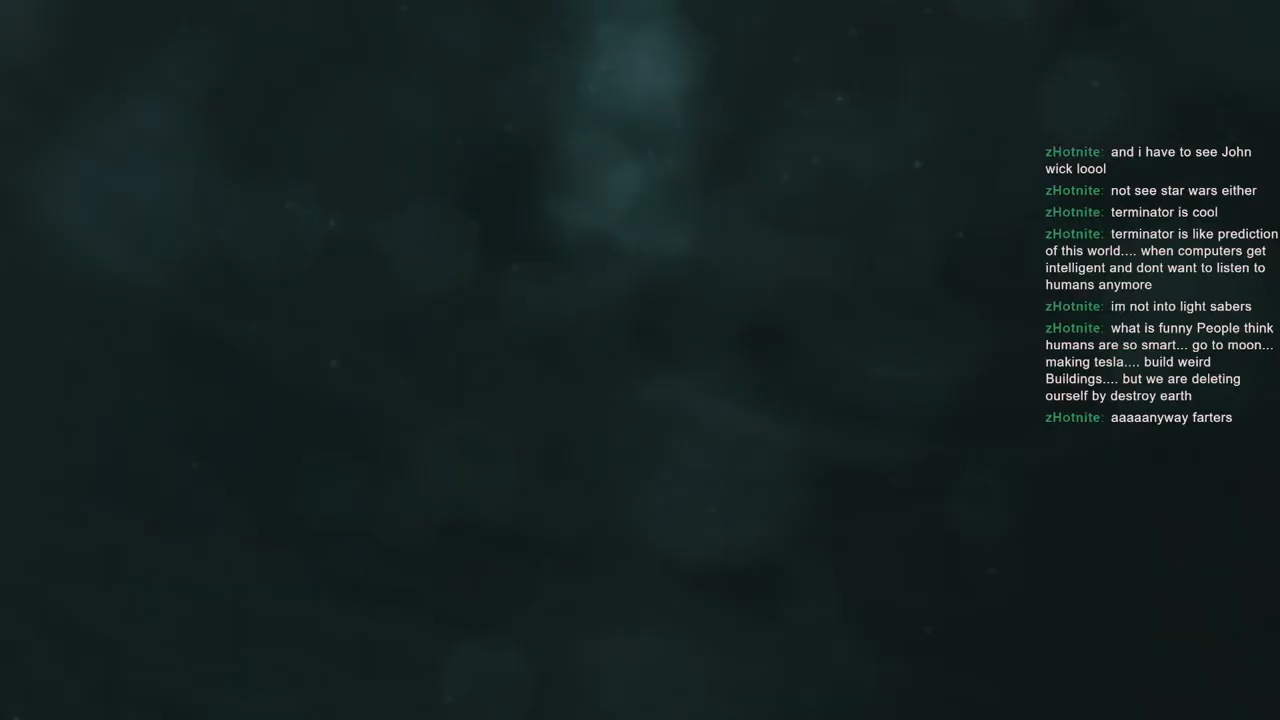 zHotnite: and i have to see John
wick loool
zHotnite: not see star wars either
zHotnite: terminator is cool
zHotnite: terminator is like prediction
of this world.... when computers get
intelligent and dont want to listen to
humans anymore
zHotnite: im not into light sabers
zHotnite: what is funny People think
humans are so smart... go to moon...
making tesla.... build weird
Buildings.... but we are deleting
ourself by destroy earth
zHotnite: aaaaanyway farters